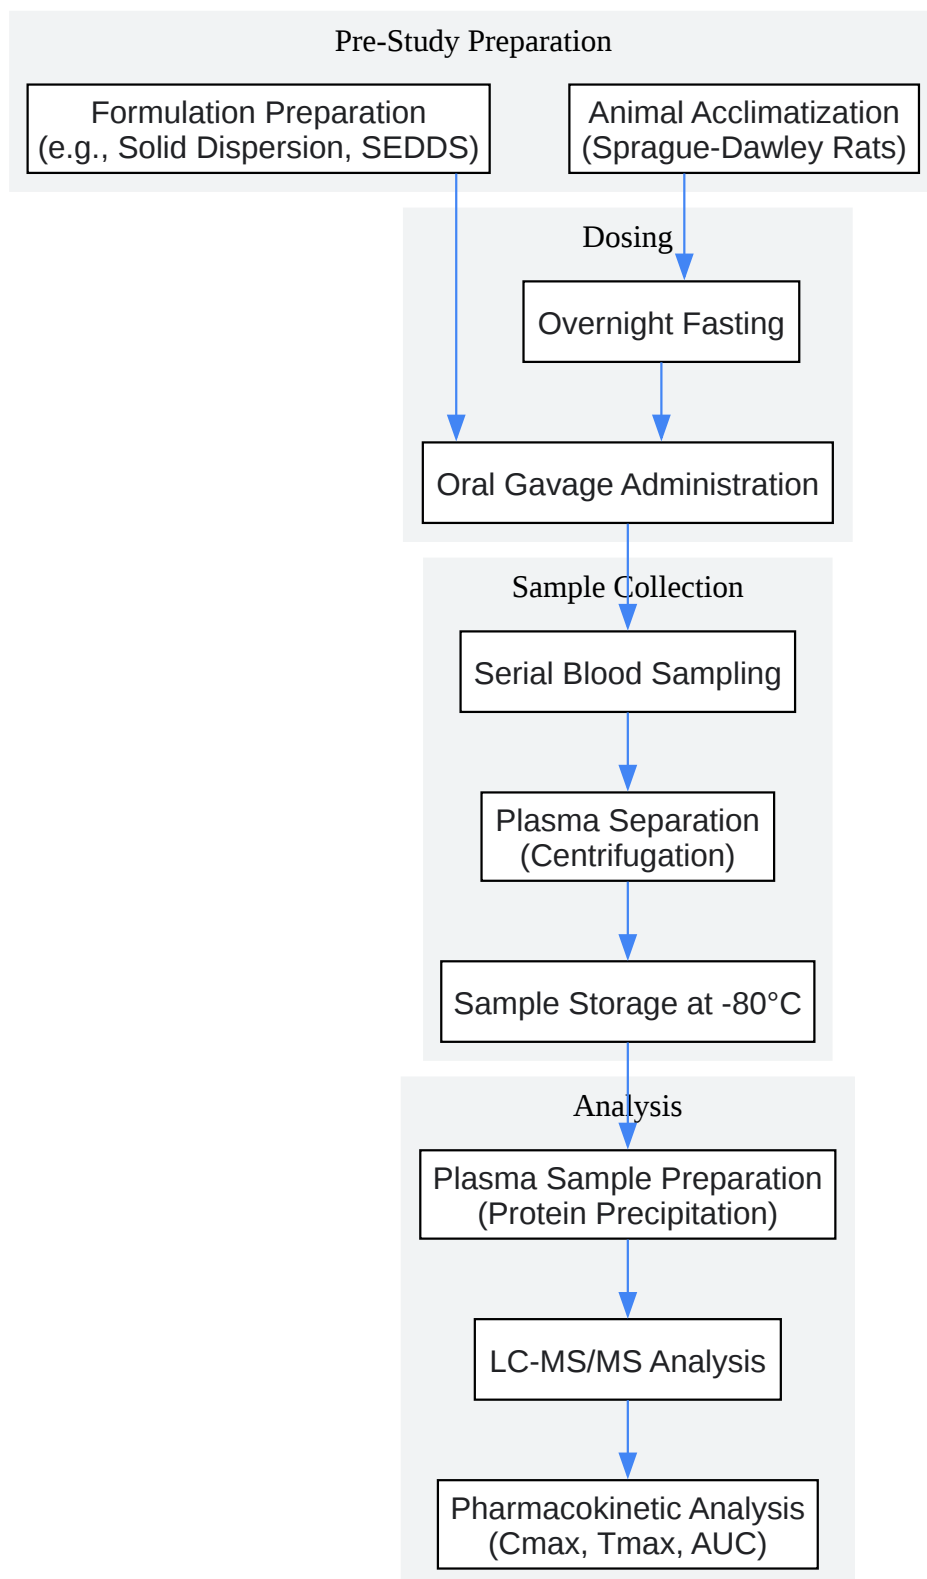 Pre-Study Preparation
Formulation Preparation
(e.g., Solid Dispersion, SEDDS)
Animal Acclimatization
(Sprague-Dawley Rats)
Dosing
Overnight Fasting
Oral Gavage Administration
Sample Collection
Serial Blood Sampling
Plasma Separation
(Centrifugation)
Sample Storage at -80°C
Analysis
Plasma Sample Preparation
(Protein Precipitation)
LC-MS/MS Analysis
Pharmacokinetic Analysis
(Cmax, Tmax, AUC)